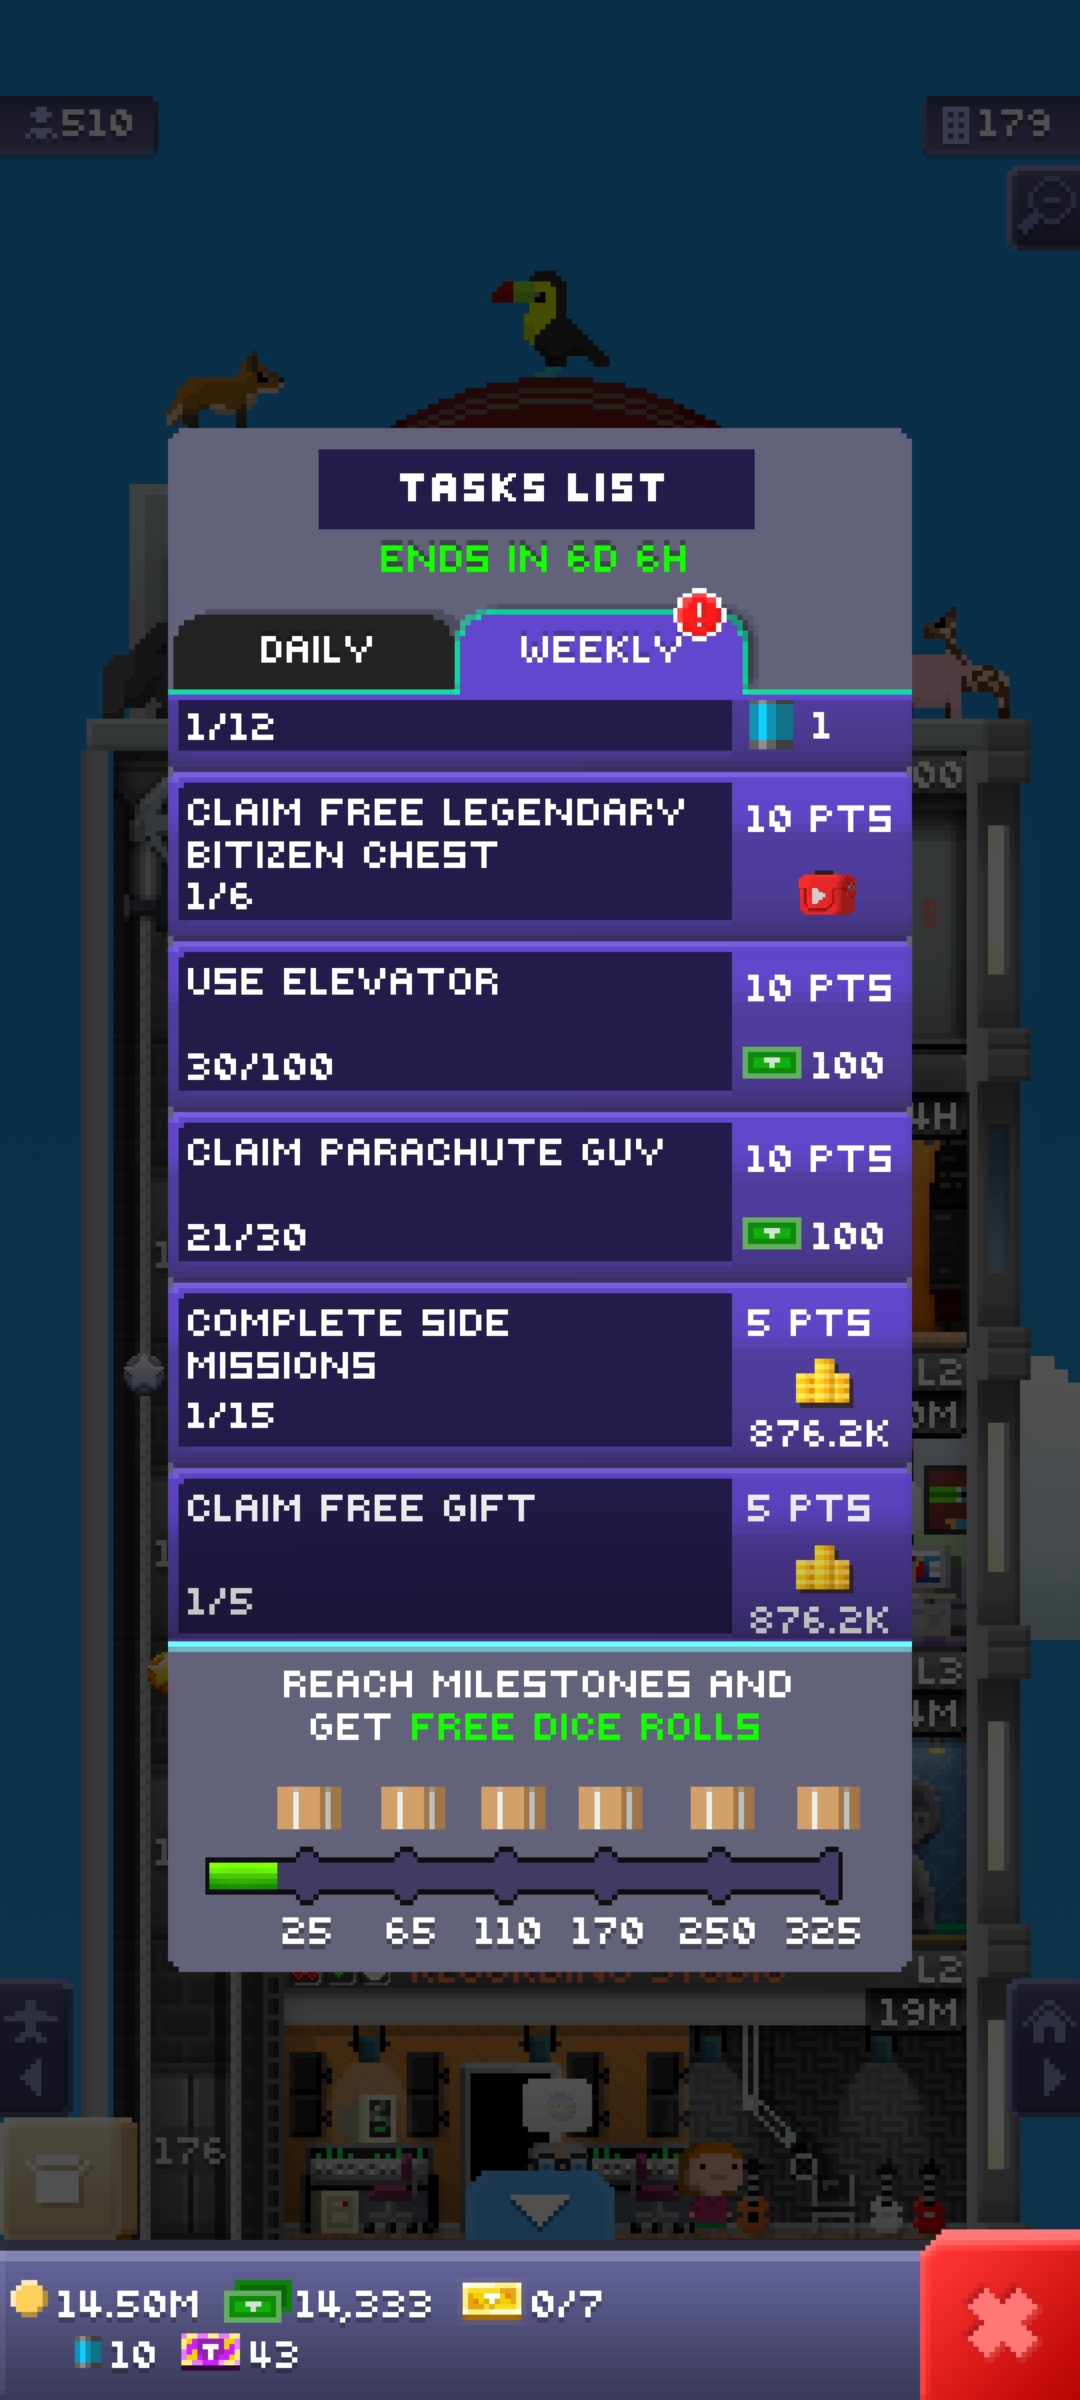 510
179
TASKS LIST
ENDS IN 6D 6H
DAILY
WEEKLY
!
1/12
1
CLAIM FREE LEGENDARY
BITIZEN CHEST
1/6
10 PTS
USE ELEVATOR
30/100
10 PTS
100
CLAIM PARACHUTE GUY
21/30
10 PTS
100
COMPLETE SIDE
MISSIONS
1/15
5 PTS
876.2K
CLAIM FREE GIFT
1/5
5 PTS
876.2K
REACH MILESTONES AND
GET FREE DICE ROLLS
25 65 110 170 250 325
RECORDING STUDIO
L2
19M
176
14.50M 14,333 0/7
10 43